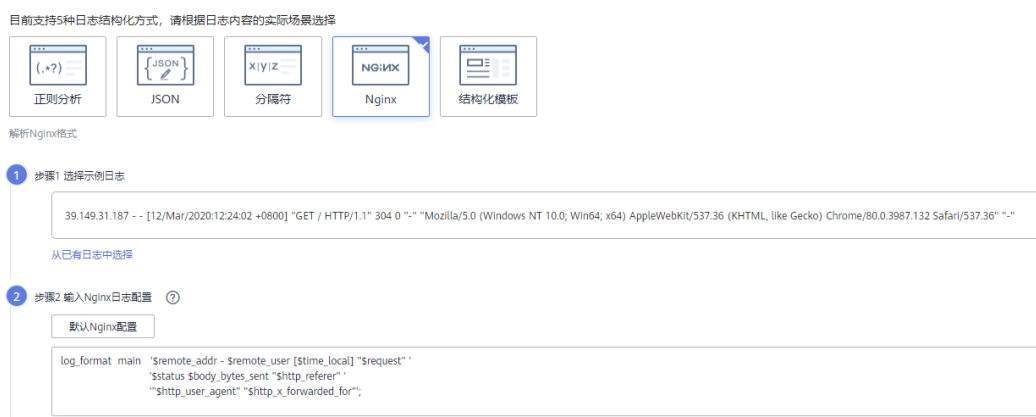 目前支持5种日志结构化方式，请根据日志内容的实际场景选择
(.*?)
JSON
x|y|z
NGiNX
正则分析
JSON
分隔符
Nginx
结构化模板
解析Nginx格式
1 步骤1 选择示例日志
39.149.31.187 - - [12/Mar/2020:12:24:02 +0800] "GET / HTTP/1.1" 304 0 "-" "Mozilla/5.0 (Windows NT 10.0; Win64; x64) AppleWebKit/537.36 (KHTML, like Gecko) Chrome/80.0.3987.132 Safari/537.36" "-"
从已有日志中选择
2 步骤2 输入Nginx日志配置 ?
默认Nginx配置
log_format main '$remote_addr - $remote_user [$time_local] "$request" '
'$status $body_bytes_sent "$http_referer" '
'"$http_user_agent" "$http_x_forwarded_for"';